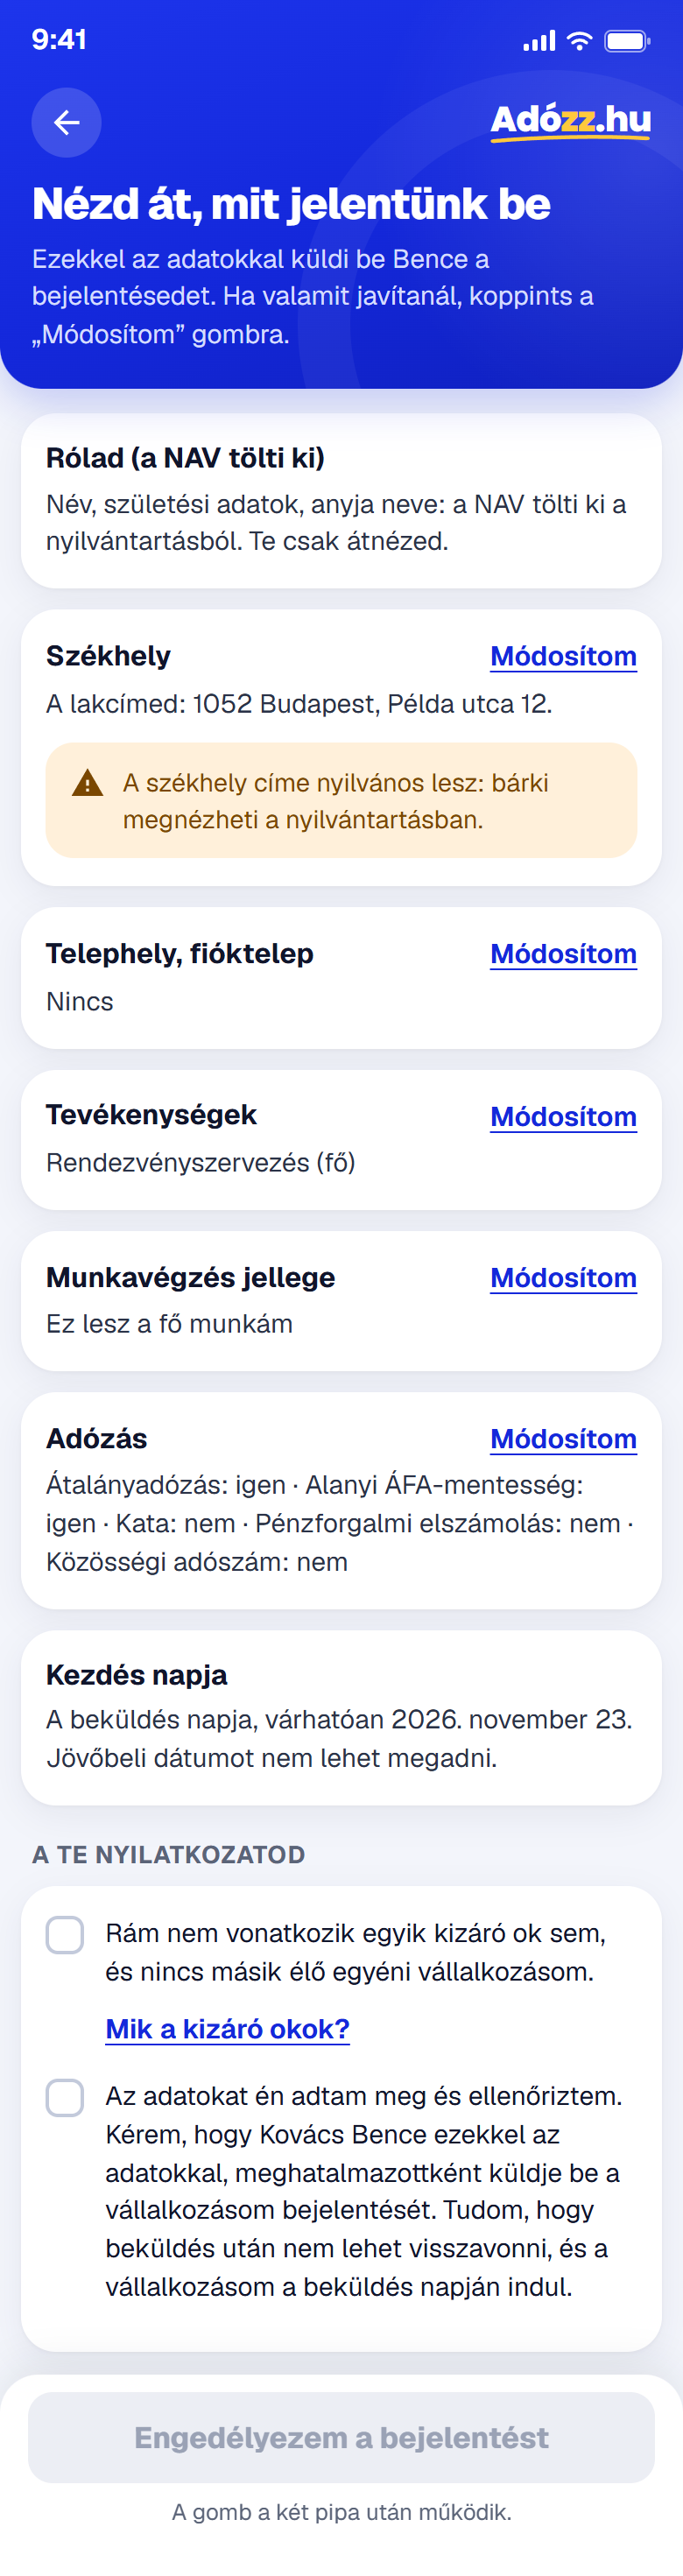 9:41
Adózz.hu
Nézd át, mit jelentünk be
Ezekkel az adatokkal küldi be Bence a
bejelentésedet. Ha valamit javítanál, koppints a
„Módosítom” gombra.
Rólad (a NAV tölti ki)
Név, születési adatok, anyja neve: a NAV tölti ki a
nyilvántartásból. Te csak átnézed.
Székhely
Módosítom
A lakcímed: 1052 Budapest, Példa utca 12.
A székhely címe nyilvános lesz: bárki
megnézheti a nyilvántartásban.
Telephely, fióktelep
Módosítom
Nincs
Tevékenységek
Módosítom
Rendezvényszervezés (fő)
Munkavégzés jellege
Módosítom
Ez lesz a fő munkám
Adózás
Módosítom
Átalányadózás: igen · Alanyi ÁFA-mentesség:
igen · Kata: nem · Pénzforgalmi elszámolás: nem ·
Közösségi adószám: nem
Kezdés napja
A beküldés napja, várhatóan 2026. november 23.
Jövőbeli dátumot nem lehet megadni.
A TE NYILATKOZATOD
Rám nem vonatkozik egyik kizáró ok sem,
és nincs másik élő egyéni vállalkozásom.
Mik a kizáró okok?
Az adatokat én adtam meg és ellenőriztem.
Kérem, hogy Kovács Bence ezekkel az
adatokkal, meghatalmazottként küldje be a
vállalkozásom bejelentését. Tudom, hogy
beküldés után nem lehet visszavonni, és a
vállalkozásom a beküldés napján indul.
Engedélyezem a bejelentést
A gomb a két pipa után működik.